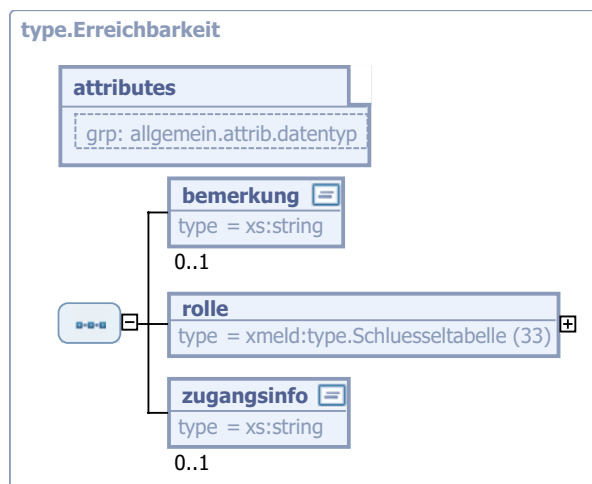 type.Erreichbarkeit
attributes
grp: allgemein.attrib.datentyp
bemerkung
type = xs:string
0..1
rolle
type = xmeld:type.Schluesseltabelle (33)
zugangsinfo
type = xs:string
0..1